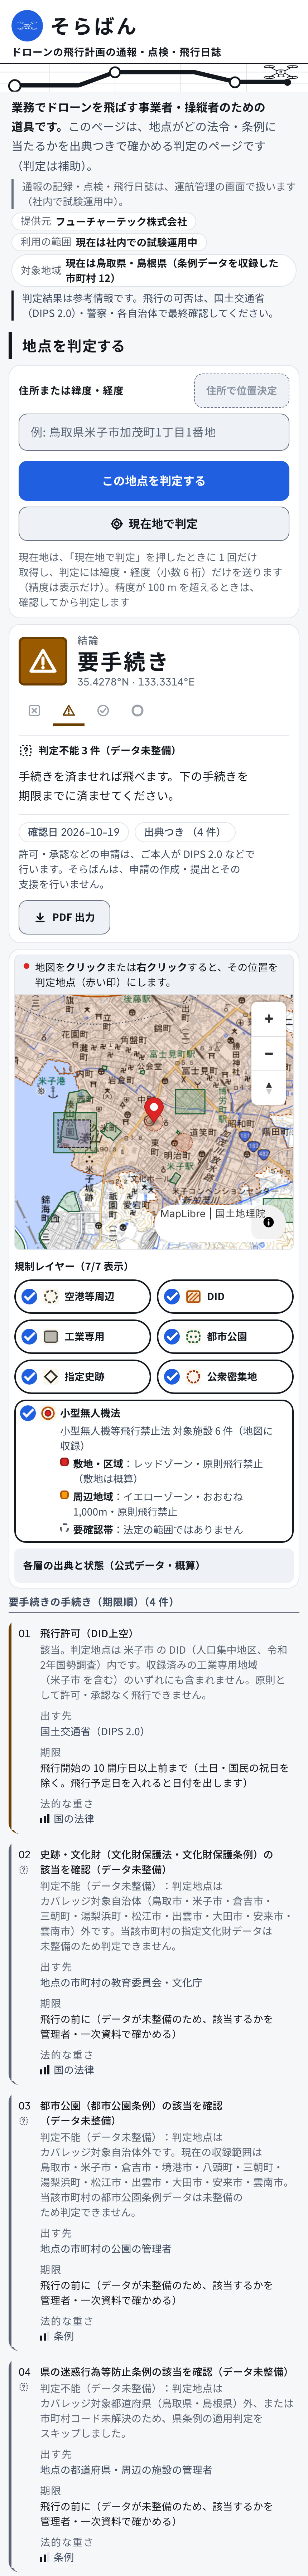 そらばん
ドローンの飛行計画の通報・点検・飛行日誌
業務でドローンを飛ばす事業者・操縦者のための
道具です。このページは、地点がどの法令・条例に
当たるかを出典つきで確かめる判定のページです
（判定は補助）。
通報の記録・点検・飛行日誌は、運航管理の画面で扱います
（社内で試験運用中）。
提供元 フューチャーテック株式会社
利用の範囲 現在は社内での試験運用中
対象地域 現在は鳥取県・島根県（条例データを収録した
市町村 12）
判定結果は参考情報です。飛行の可否は、国土交通省
（DIPS 2.0）・警察・各自治体で最終確認してください。
地点を判定する
住所または緯度・経度
住所で位置決定
例: 鳥取県米子市加茂町1丁目1番地
この地点を判定する
現在地で判定
現在地は、「現在地で判定」を押したときに 1 回だけ
取得し、判定には緯度・経度（小数 6 桁）だけを送ります
（精度は表示だけ）。精度が 100 m を超えるときは、
確認してから判定します
結論
要手続き
35.4278°N · 133.3314°E
判定不能 3 件（データ未整備）
手続きを済ませれば飛べます。下の手続きを
期限までに済ませてください。
確認日 2026-10-19
出典つき （4 件）
許可・承認などの申請は、ご本人が DIPS 2.0 などで
行います。そらばんは、申請の作成・提出とその
支援を行いません。
PDF 出力
地図をクリックまたは右クリックすると、その位置を
判定地点（赤い印）にします。
後藤駅
旗ケ町
錦町
花園町
角盤町
富士見町駅
米子港
岩倉町
昭和町
道笑町
米子駅
明治町
米子城跡
錦海町
祇園町
愛宕町
文化ホール
コンベンションセンター
MapLibre | 国土地理院
規制レイヤー（7/7 表示）
空港等周辺
DID
工業専用
都市公園
指定史跡
公衆密集地
小型無人機法
小型無人機等飛行禁止法 対象施設 6 件（地図に
収録）
敷地・区域：レッドゾーン・原則飛行禁止
（敷地は概算）
周辺地域：イエローゾーン・おおむね
1,000m・原則飛行禁止
要確認帯：法定の範囲ではありません
各層の出典と状態（公式データ・概算）
要手続きの手続き（期限順）（4 件）
01 飛行許可（DID上空）
該当。判定地点は 米子市 の DID（人口集中地区、令和
2年国勢調査）内です。収録済みの工業専用地域
（米子市 を含む）のいずれにも含まれません。原則と
して許可・承認なく飛行できません。
出す先
国土交通省（DIPS 2.0）
期限
飛行開始の 10 開庁日以上前まで（土日・国民の祝日を
除く。飛行予定日を入れると日付を出します）
法的な重さ
国の法律
02 史跡・文化財（文化財保護法・文化財保護条例）の
該当を確認（データ未整備）
判定不能（データ未整備）：判定地点は
カバレッジ対象自治体（鳥取市・米子市・倉吉市・
三朝町・湯梨浜町・松江市・出雲市・大田市・安来市・
雲南市）外です。当該市町村の指定文化財データは
未整備のため判定できません。
出す先
地点の市町村の教育委員会・文化庁
期限
飛行の前に（データが未整備のため、該当するかを
管理者・一次資料で確かめる）
法的な重さ
国の法律
03 都市公園（都市公園条例）の該当を確認
（データ未整備）
判定不能（データ未整備）：判定地点は
カバレッジ対象自治体外です。現在の収録範囲は
鳥取市・米子市・倉吉市・境港市・八頭町・三朝町・
湯梨浜町・松江市・出雲市・大田市・安来市・雲南市。
当該市町村の都市公園条例データは未整備の
ため判定できません。
出す先
地点の市町村の公園の管理者
期限
飛行の前に（データが未整備のため、該当するかを
管理者・一次資料で確かめる）
法的な重さ
条例
04 県の迷惑行為等防止条例の該当を確認（データ未整備）
判定不能（データ未整備）：判定地点は
カバレッジ対象都道府県（鳥取県・島根県）外、または
市町村コード未解決のため、県条例の適用判定を
スキップしました。
出す先
地点の都道府県・周辺の施設の管理者
期限
飛行の前に（データが未整備のため、該当するかを
管理者・一次資料で確かめる）
法的な重さ
条例